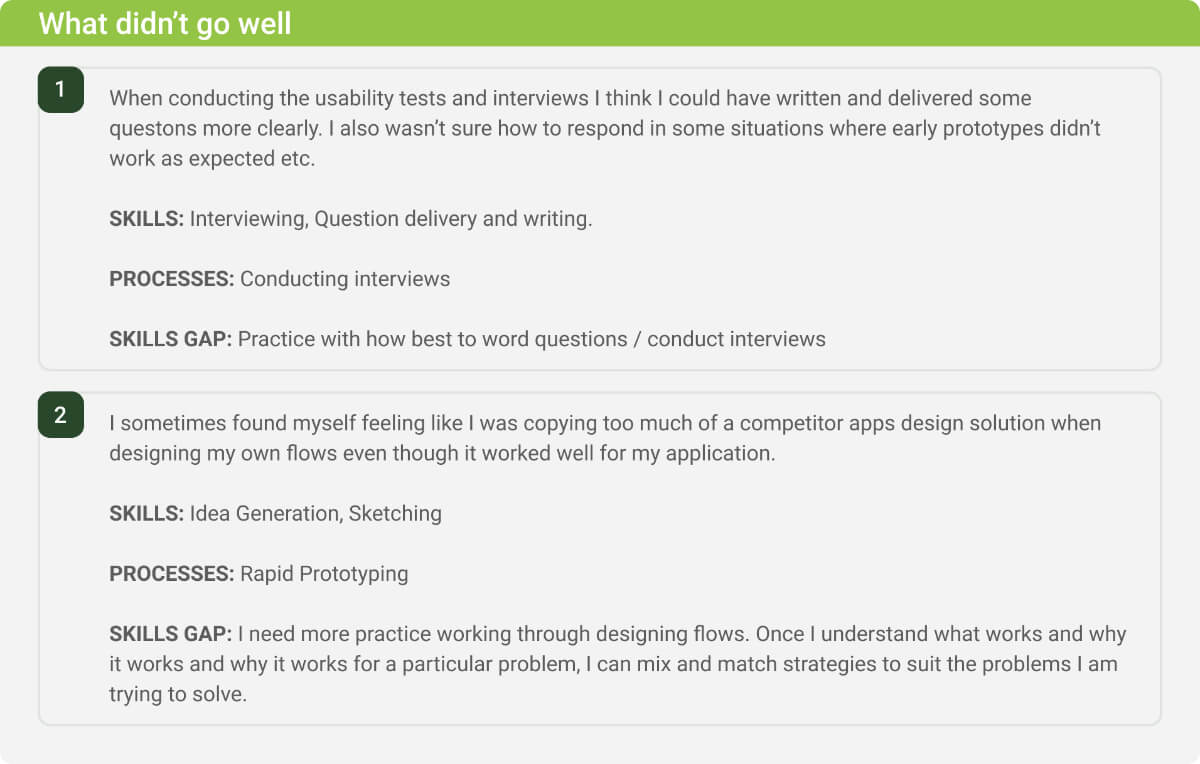 What didn’t go well
1
When conducting the usability tests and interviews I think I could have written and delivered some
questons more clearly. I also wasn’t sure how to respond in some situations where early prototypes didn’t
work as expected etc.
SKILLS: Interviewing, Question delivery and writing.
PROCESSES: Conducting interviews
SKILLS GAP: Practice with how best to word questions / conduct interviews
2
I sometimes found myself feeling like I was copying too much of a competitor apps design solution when
designing my own flows even though it worked well for my application.
SKILLS: Idea Generation, Sketching
PROCESSES: Rapid Prototyping
SKILLS GAP: I need more practice working through designing flows. Once I understand what works and why
it works and why it works for a particular problem, I can mix and match strategies to suit the problems I am
trying to solve.